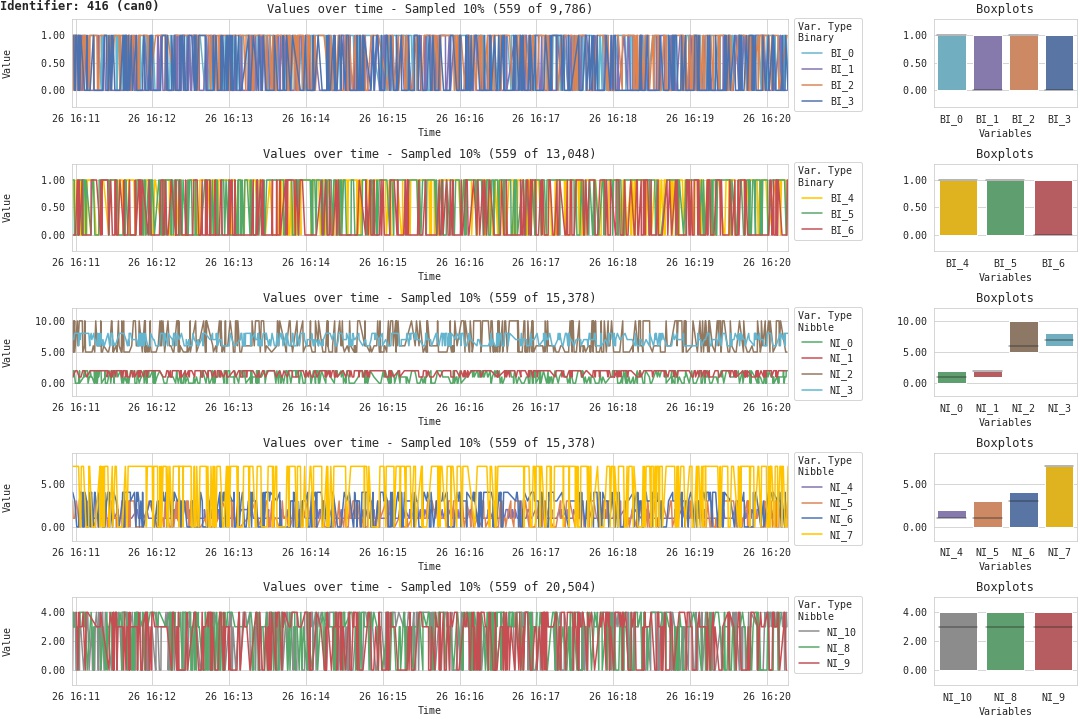 Identifier: 416 (can0)
Values over time - Sampled 10% (559 of 9,786)
Value
1.00
0.50
0.00
26 16:11 26 16:12 26 16:13 26 16:14 26 16:15 26 16:16 26 16:17 26 16:18 26 16:19 26 16:20
Time
Var. Type
Binary
BI_0
BI_1
BI_2
BI_3
Boxplots
1.00
0.50
0.00
BI_0 BI_1 BI_2 BI_3
Variables
Values over time - Sampled 10% (559 of 13,048)
Value
1.00
0.50
0.00
26 16:11 26 16:12 26 16:13 26 16:14 26 16:15 26 16:16 26 16:17 26 16:18 26 16:19 26 16:20
Time
Var. Type
Binary
BI_4
BI_5
BI_6
Boxplots
1.00
0.50
0.00
BI_4 BI_5 BI_6
Variables
Values over time - Sampled 10% (559 of 15,378)
Value
10.00
5.00
0.00
26 16:11 26 16:12 26 16:13 26 16:14 26 16:15 26 16:16 26 16:17 26 16:18 26 16:19 26 16:20
Time
Var. Type
Nibble
NI_0
NI_1
NI_2
NI_3
Boxplots
10.00
5.00
0.00
NI_0 NI_1 NI_2 NI_3
Variables
Values over time - Sampled 10% (559 of 15,378)
Value
5.00
0.00
26 16:11 26 16:12 26 16:13 26 16:14 26 16:15 26 16:16 26 16:17 26 16:18 26 16:19 26 16:20
Time
Var. Type
Nibble
NI_4
NI_5
NI_6
NI_7
Boxplots
5.00
0.00
NI_4 NI_5 NI_6 NI_7
Variables
Values over time - Sampled 10% (559 of 20,504)
Value
4.00
2.00
0.00
26 16:11 26 16:12 26 16:13 26 16:14 26 16:15 26 16:16 26 16:17 26 16:18 26 16:19 26 16:20
Time
Var. Type
Nibble
NI_10
NI_8
NI_9
Boxplots
4.00
2.00
0.00
NI_10 NI_8 NI_9
Variables